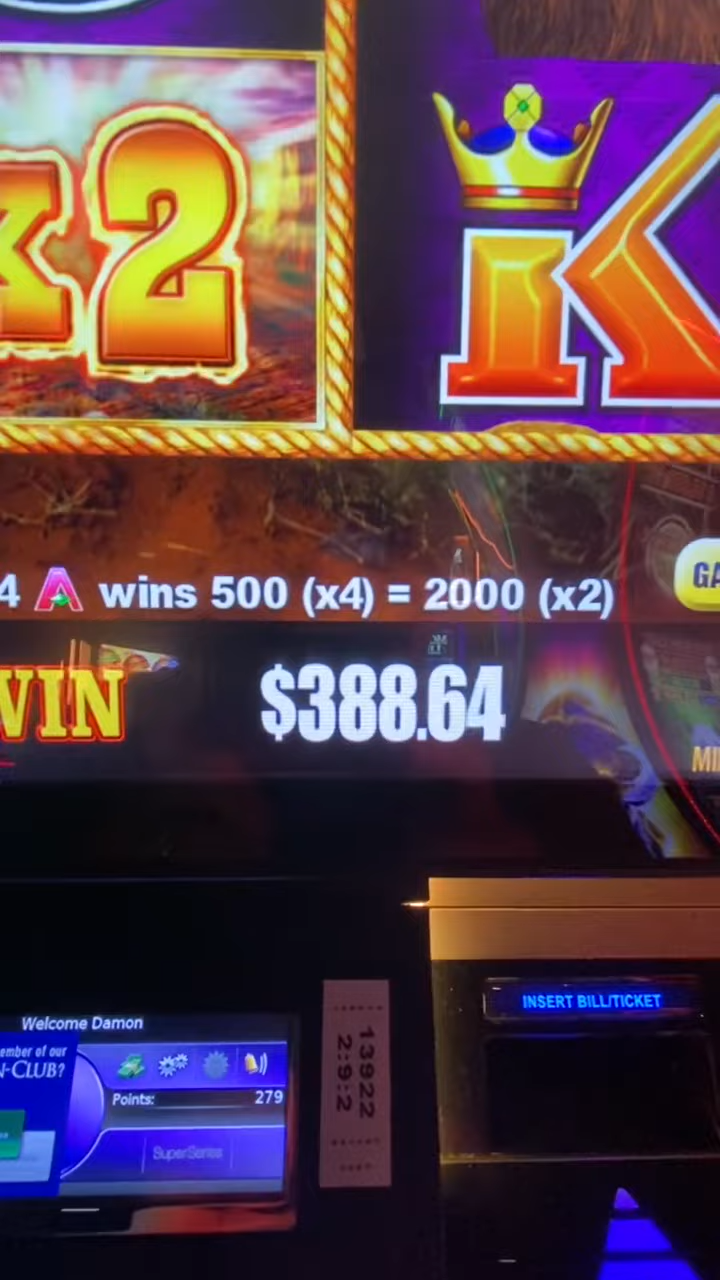 x2
K
4 A wins 500 (x4) = 2000 (x2)
GA
WIN
$388.64
MI
INSERT BILL/TICKET
Welcome Damon
ember of our
N-CLUB?
Points:
279
SuperSeries
13922
2:9:2